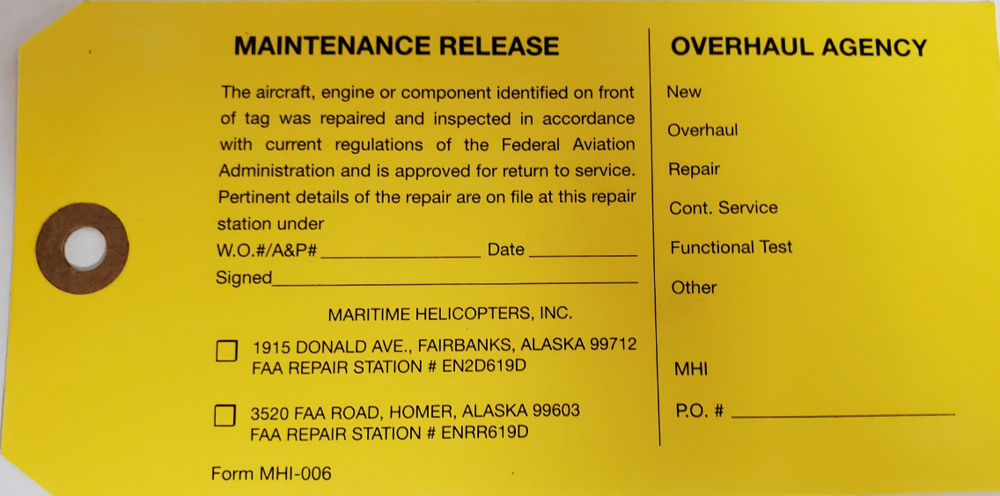 MAINTENANCE RELEASE
The aircraft, engine or component identified on front
of tag was repaired and inspected in accordance
with current regulations of the Federal Aviation
Administration and is approved for return to service.
Pertinent details of the repair are on file at this repair
station under
W.O.#/A&P# ________________ Date ___________
Signed_____________________________________
MARITIME HELICOPTERS, INC.
1915 DONALD AVE., FAIRBANKS, ALASKA 99712
FAA REPAIR STATION # EN2D619D
3520 FAA ROAD, HOMER, ALASKA 99603
FAA REPAIR STATION # ENRR619D
Form MHI-006
OVERHAUL AGENCY
New
Overhaul
Repair
Cont. Service
Functional Test
Other
MHI
P.O. # ______________________